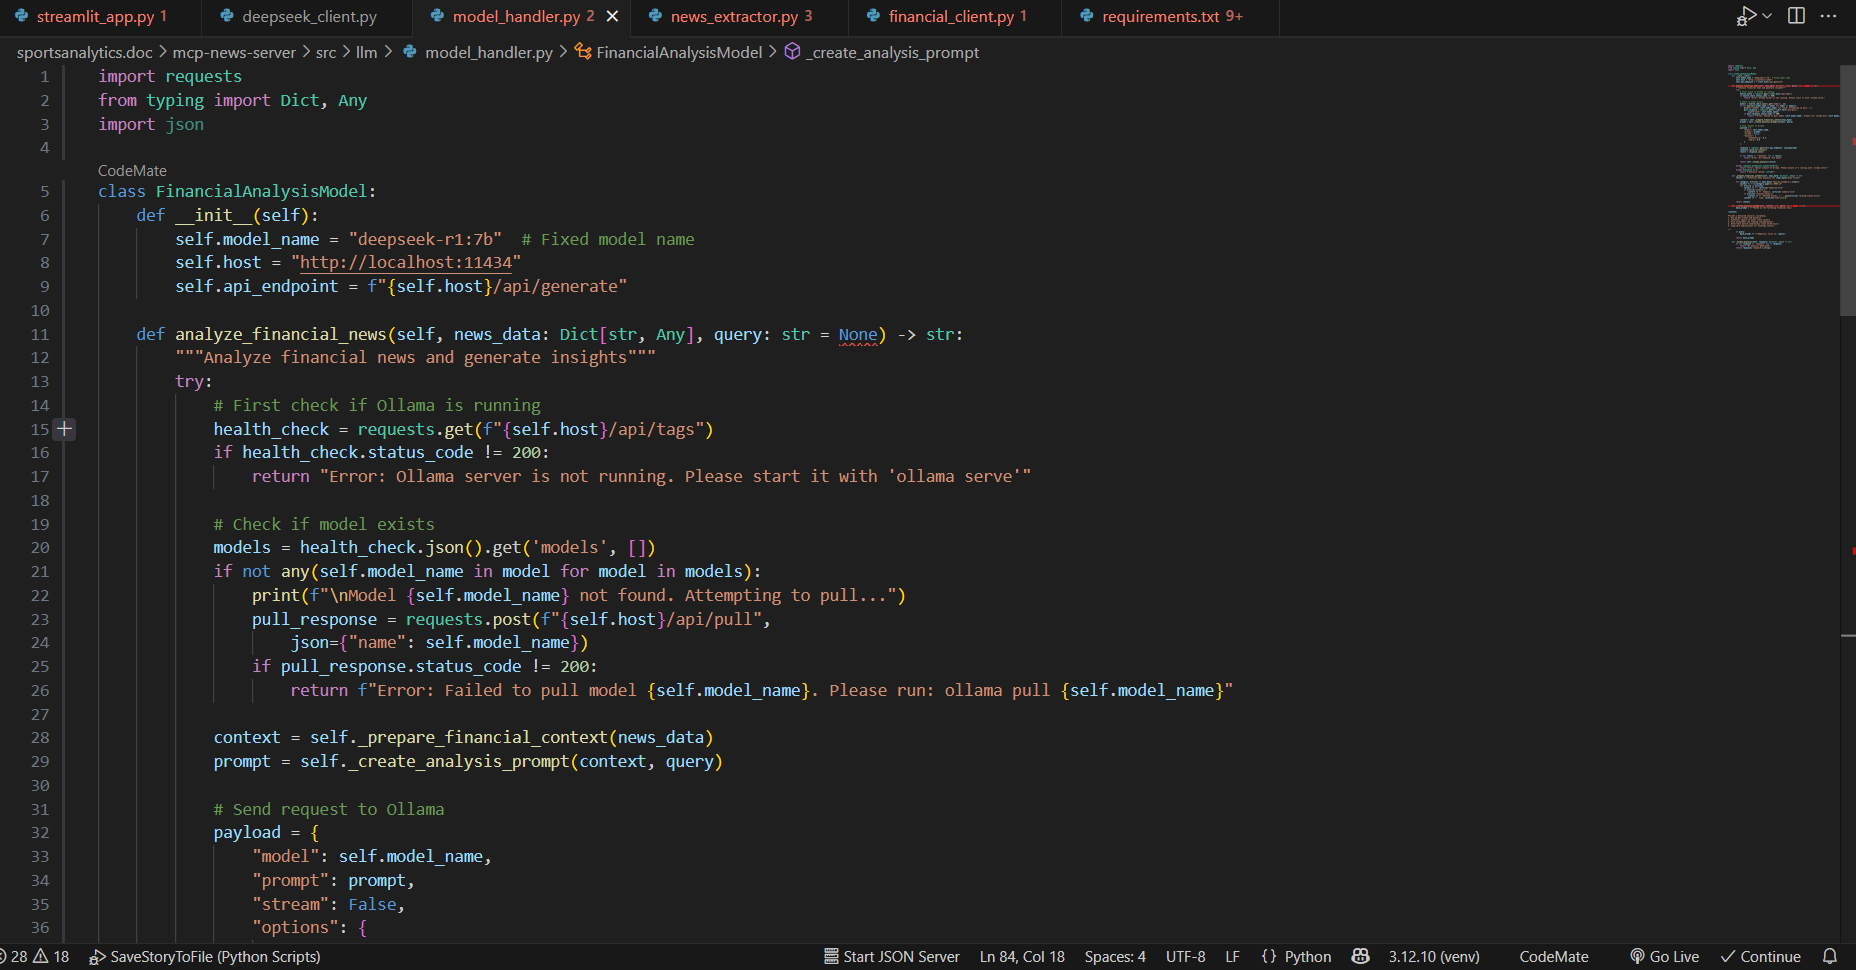 streamlit_app.py 1 deepseek_client.py model_handler.py 2 news_extractor.py 3 financial_client.py 1 requirements.txt 9+
sportsanalytics.doc > mcp-news-server > src > llm > model_handler.py > FinancialAnalysisModel > _create_analysis_prompt
1 import requests
2 from typing import Dict, Any
3 import json
4
CodeMate
5 class FinancialAnalysisModel:
6 def __init__(self):
7 self.model_name = "deepseek-r1:7b" # Fixed model name
8 self.host = "http://localhost:11434"
9 self.api_endpoint = f"{self.host}/api/generate"
10
11 def analyze_financial_news(self, news_data: Dict[str, Any], query: str = None) -> str:
12 """Analyze financial news and generate insights"""
13 try:
14 # First check if Ollama is running
15 health_check = requests.get(f"{self.host}/api/tags")
16 if health_check.status_code != 200:
17 return "Error: Ollama server is not running. Please start it with 'ollama serve'"
18
19 # Check if model exists
20 models = health_check.json().get('models', [])
21 if not any(self.model_name in model for model in models):
22 print(f"\nModel {self.model_name} not found. Attempting to pull...")
23 pull_response = requests.post(f"{self.host}/api/pull",
24 json={"name": self.model_name})
25 if pull_response.status_code != 200:
26 return f"Error: Failed to pull model {self.model_name}. Please run: ollama pull {self.model_name}"
27
28 context = self._prepare_financial_context(news_data)
29 prompt = self._create_analysis_prompt(context, query)
30
31 # Send request to Ollama
32 payload = {
33 "model": self.model_name,
34 "prompt": prompt,
35 "stream": False,
36 "options": {
28 18 SaveStoryToFile (Python Scripts) Start JSON Server Ln 84, Col 18 Spaces: 4 UTF-8 LF {} Python 3.12.10 (venv) CodeMate Go Live Continue